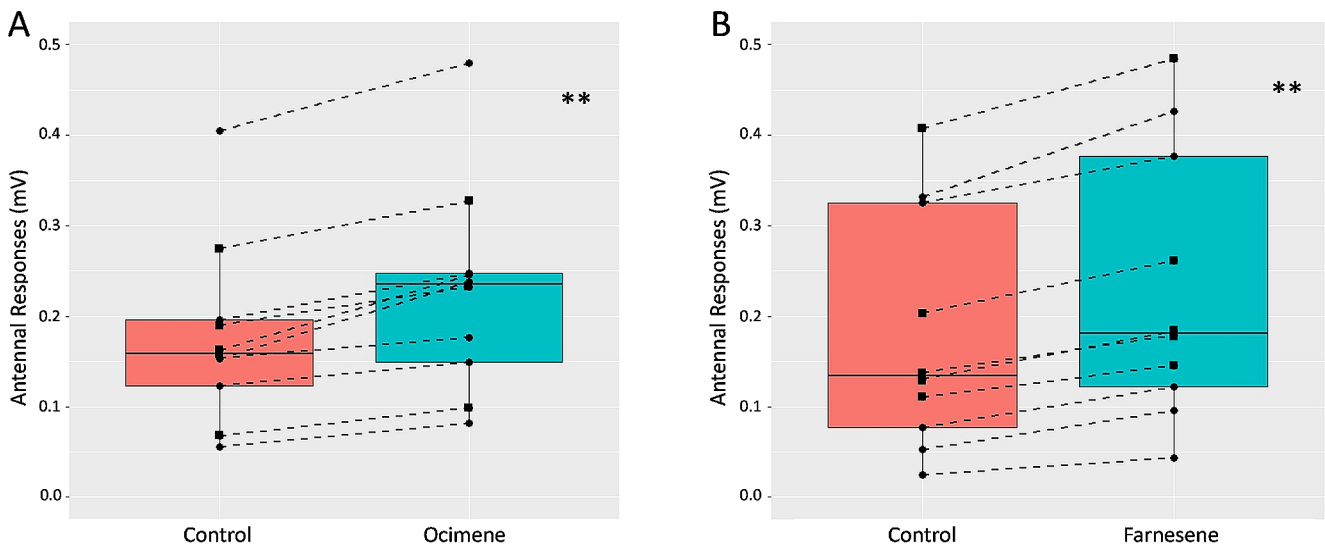 A
Antennal Responses (mV)
0.5
0.4
0.3
0.2
0.1
0.0
**
Control
Ocimene
B
Antennal Responses (mV)
0.5
0.4
0.3
0.2
0.1
0.0
**
Control
Farnesene